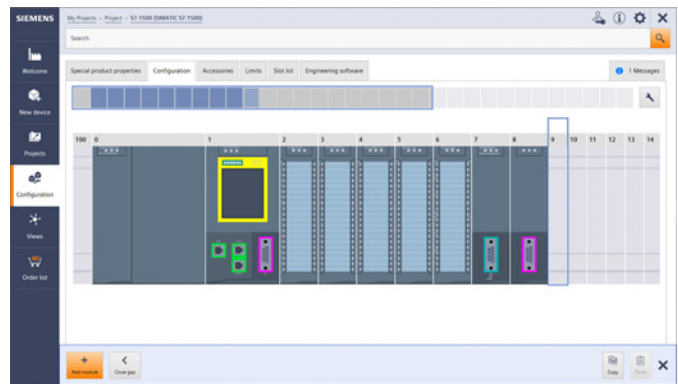 SIEMENS
My Projects > Project > S7-1500 (SIMATIC S7-1500)
Search
Special product properties Configuration Accessories Limits Slot list Engineering software
1 Messages
Welcome
New device
Projects
Configuration
Views
Order list
100 0 1 2 3 4 5 6 7 8 9 10 11 12 13 14
SIEMENS
Add module
Close gap
Copy